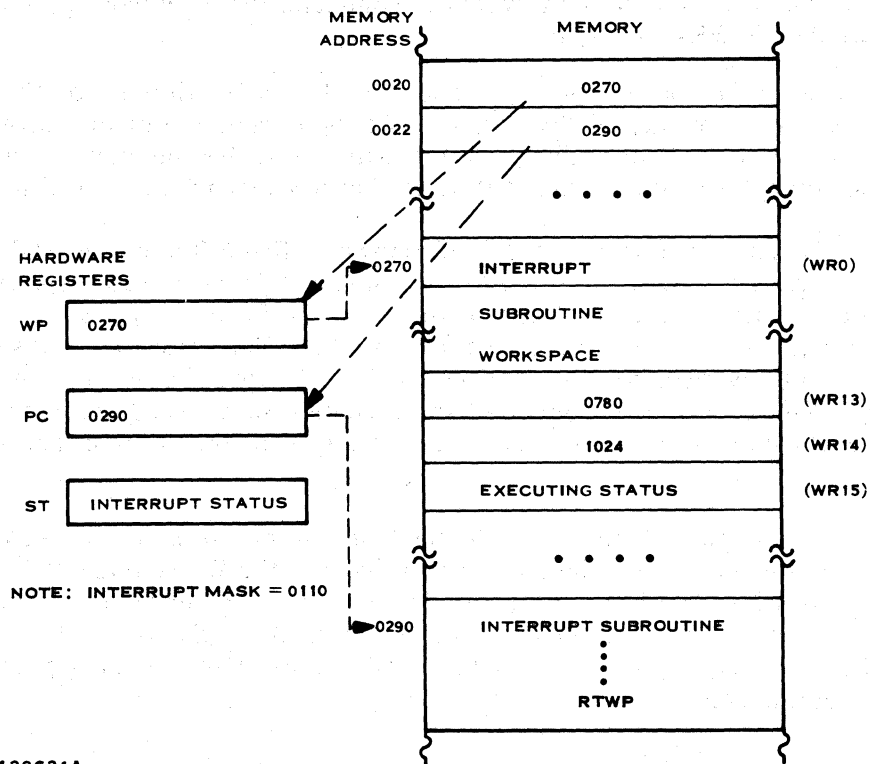 MEMORY ADDRESS
MEMORY
0020
0270
0022
0290
• • • •
HARDWARE REGISTERS
0270
INTERRUPT
(WR0)
WP
0270
SUBROUTINE
WORKSPACE
PC
0290
0780
(WR13)
1024
(WR14)
ST
INTERRUPT STATUS
EXECUTING STATUS
(WR15)
• • • •
NOTE: INTERRUPT MASK = 0110
0290
INTERRUPT SUBROUTINE
RTWP